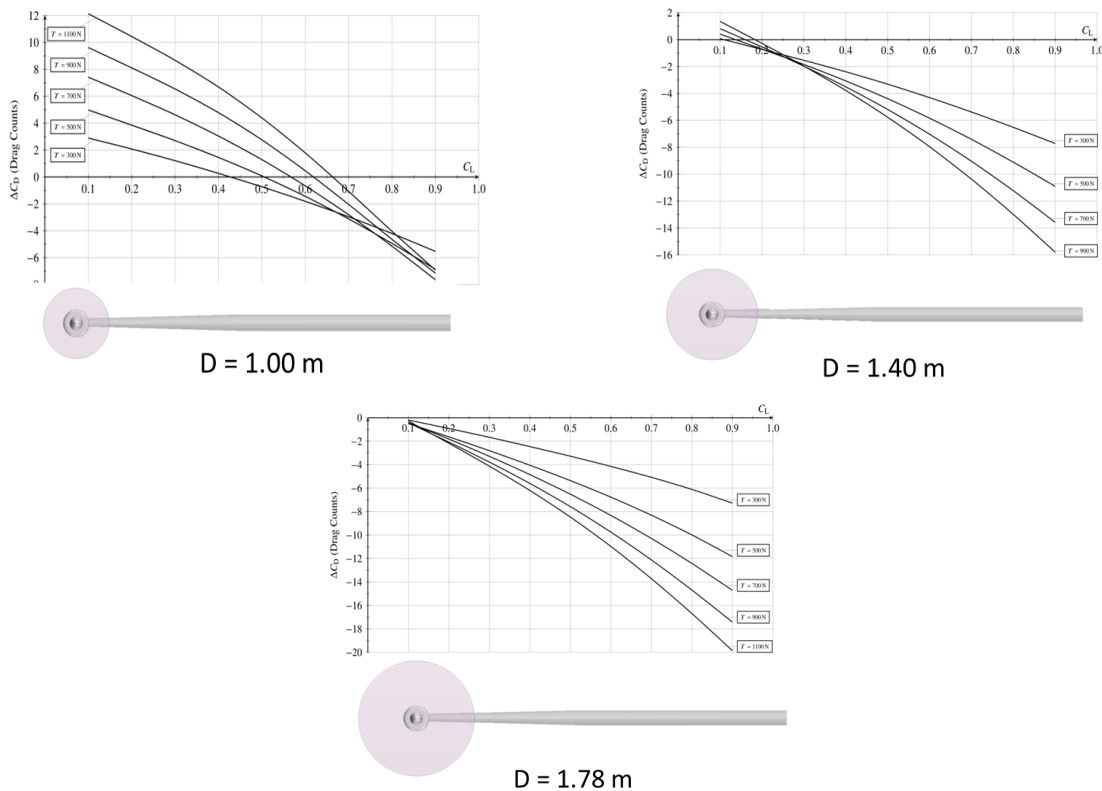 12
10
8
6
4
2
0
−2
−4
−6
ΔC_D (Drag Counts)
T = 1100 N
T = 900 N
T = 700 N
T = 500 N
T = 300 N
C_L
0.1 0.2 0.3 0.4 0.5 0.6 0.7 0.8 0.9 1.0
D = 1.00 m
2
0
−2
−4
−6
−8
−10
−12
−14
−16
ΔC_D (Drag Counts)
C_L
0.1 0.2 0.3 0.4 0.5 0.6 0.7 0.8 0.9 1.0
T = 300 N
T = 500 N
T = 700 N
T = 900 N
D = 1.40 m
0
−2
−4
−6
−8
−10
−12
−14
−16
−18
−20
ΔC_D (Drag Counts)
C_L
0.1 0.2 0.3 0.4 0.5 0.6 0.7 0.8 0.9 1.0
T = 300 N
T = 500 N
T = 700 N
T = 900 N
T = 1100 N
D = 1.78 m